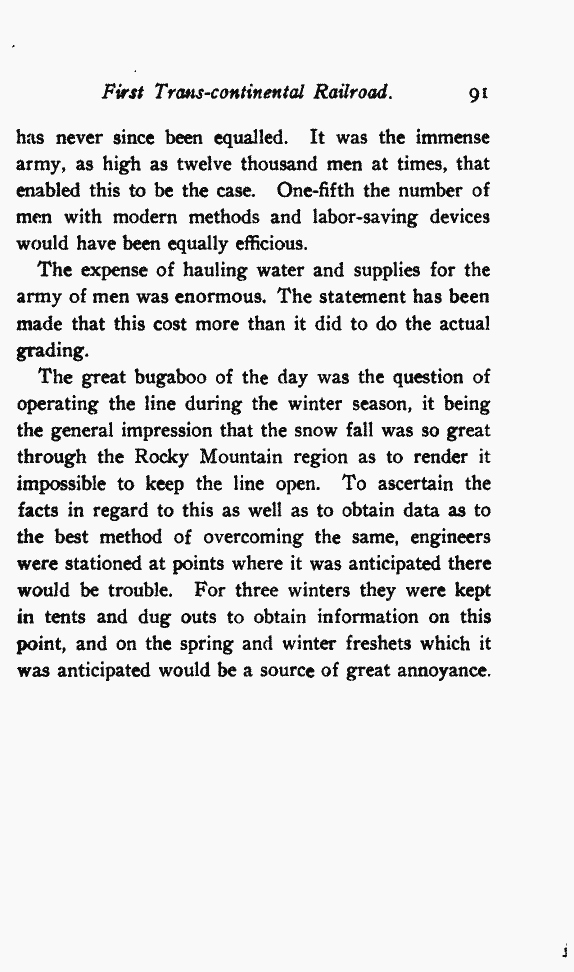 First Trans-continental Railroad. 91
has never since been equalled. It was the immense
army, as high as twelve thousand men at times, that
enabled this to be the case. One-fifth the number of
men with modern methods and labor-saving devices
would have been equally efficious.
The expense of hauling water and supplies for the
army of men was enormous. The statement has been
made that this cost more than it did to do the actual
grading.
The great bugaboo of the day was the question of
operating the line during the winter season, it being
the general impression that the snow fall was so great
through the Rocky Mountain region as to render it
impossible to keep the line open. To ascertain the
facts in regard to this as well as to obtain data as to
the best method of overcoming the same, engineers
were stationed at points where it was anticipated there
would be trouble. For three winters they were kept
in tents and dug outs to obtain information on this
point, and on the spring and winter freshets which it
was anticipated would be a source of great annoyance.